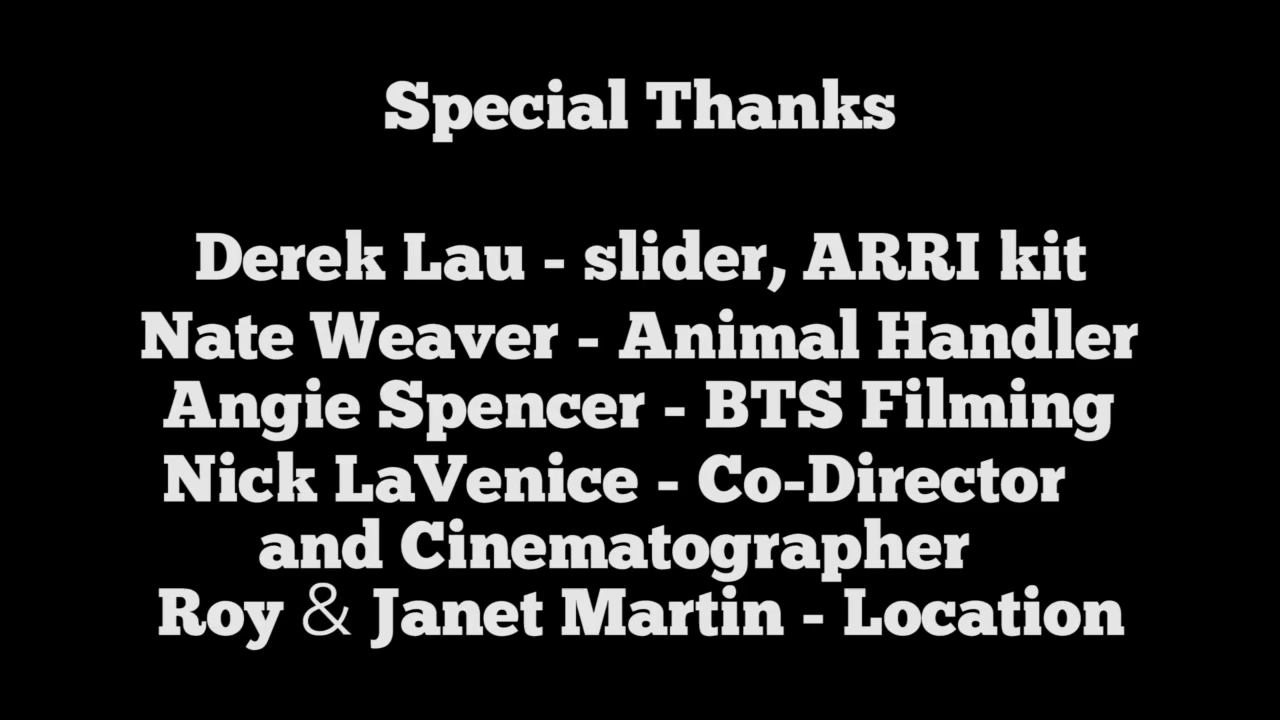 Special Thanks
Derek Lau - slider, ARRI kit
Nate Weaver - Animal Handler
Angie Spencer - BTS Filming
Nick LaVenice - Co-Director
and Cinematographer
Roy & Janet Martin - Location